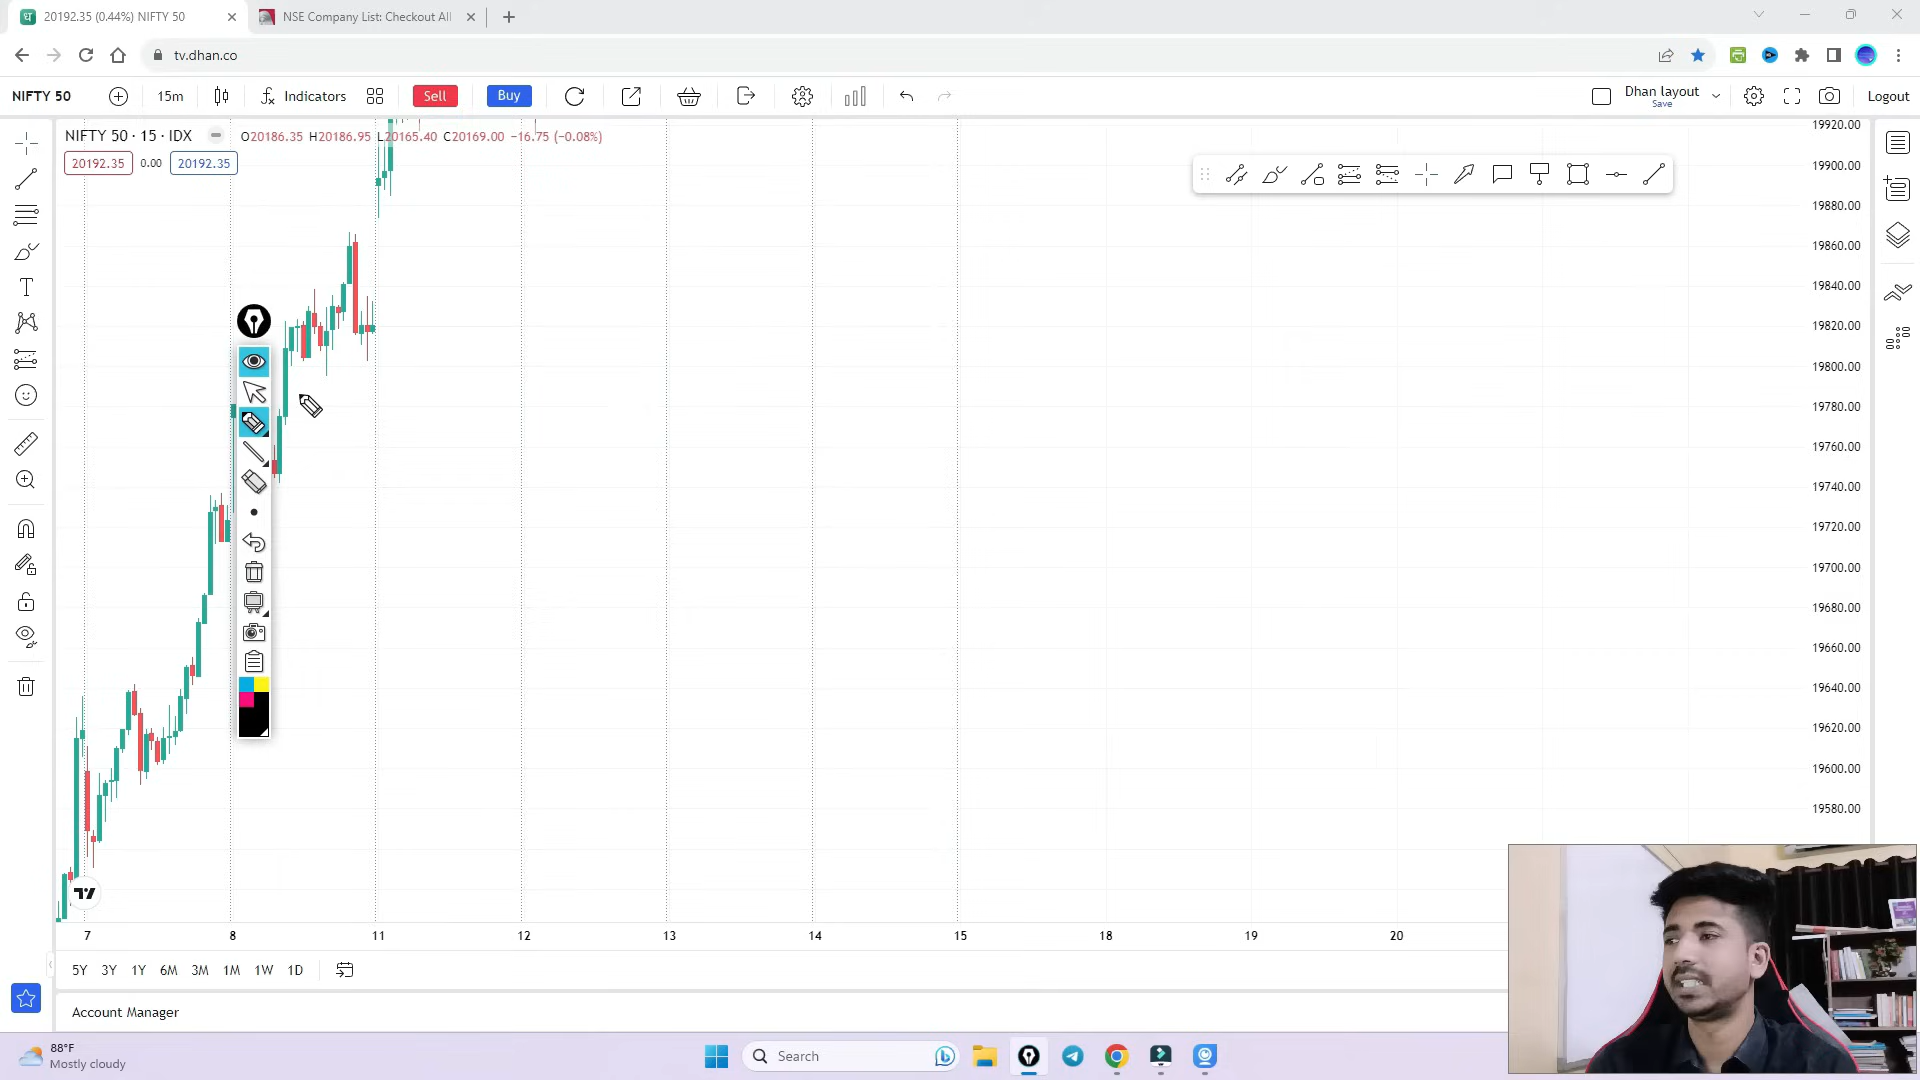 20192.35 (0.44%) NIFTY 50
NSE Company List: Checkout All
tv.dhan.co
NIFTY 50
15m
Indicators
Sell
Buy
Dhan layout
Save
Logout
NIFTY 50 · 15 · IDX
O20186.35 H20186.95 L20165.40 C20169.00 −16.75 (−0.08%)
20192.35
0.00
20192.35
19920.00
19900.00
19880.00
19860.00
19840.00
19820.00
19800.00
19780.00
19760.00
19740.00
19720.00
19700.00
19680.00
19660.00
19640.00
19620.00
19600.00
19580.00
7
8
11
12
13
14
15
18
19
20
5Y
3Y
1Y
6M
3M
1M
1W
1D
Account Manager
88°F
Mostly cloudy
Search